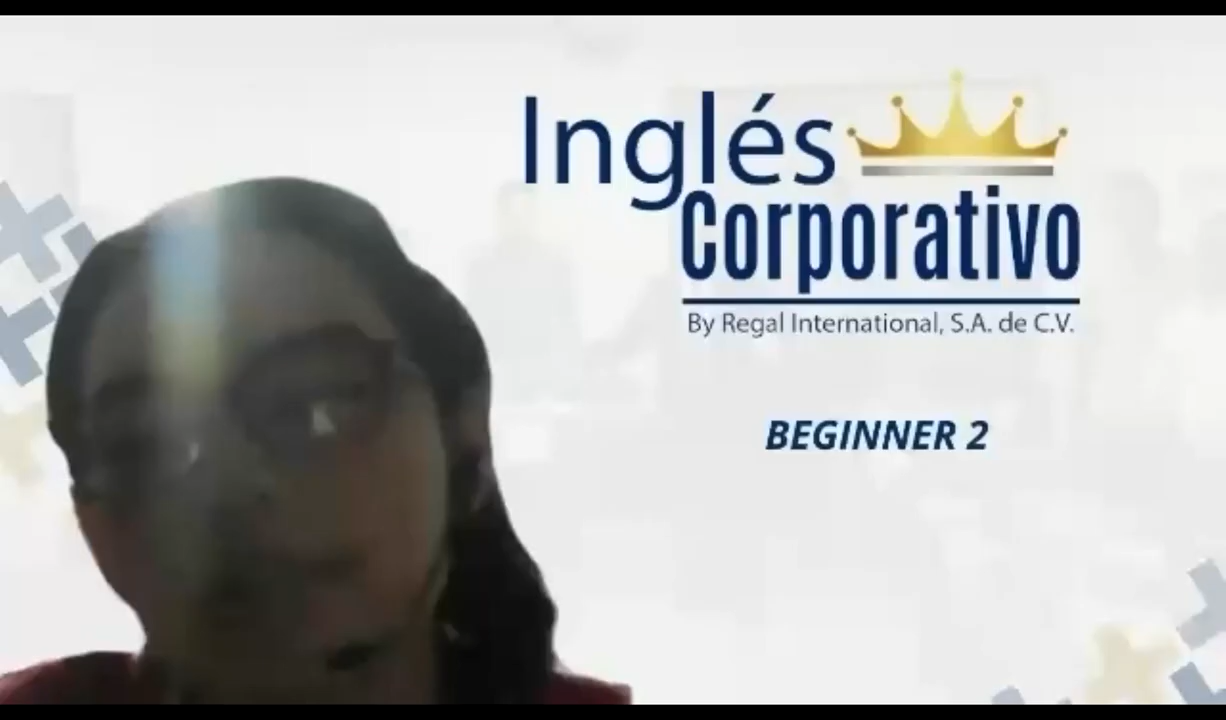 Inglés
Corporativo
By Regal International, S.A. de C.V.
BEGINNER 2